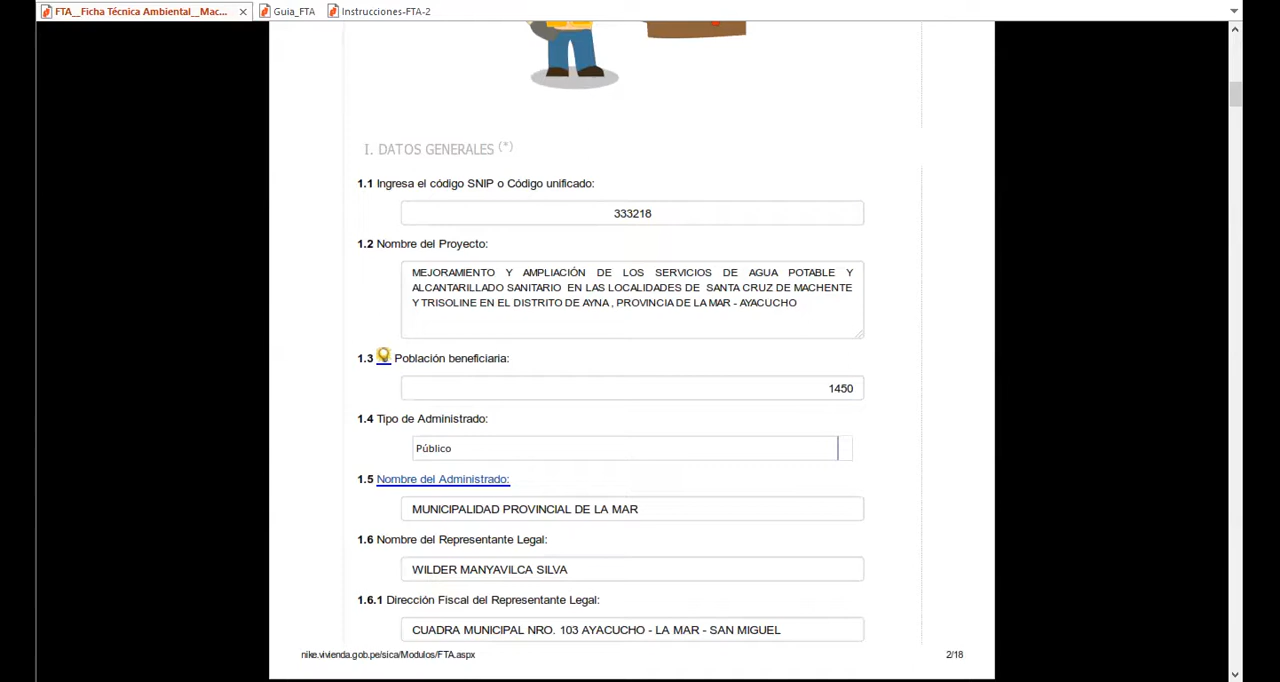 FTA__Ficha Técnica Ambiental__Mac... Guia_FTA Instrucciones-FTA-2
I. DATOS GENERALES (*)
1.1 Ingresa el código SNIP o Código unificado:
333218
1.2 Nombre del Proyecto:
MEJORAMIENTO Y AMPLIACIÓN DE LOS SERVICIOS DE AGUA POTABLE Y
ALCANTARILLADO SANITARIO EN LAS LOCALIDADES DE SANTA CRUZ DE MACHENTE
Y TRISOLINE EN EL DISTRITO DE AYNA , PROVINCIA DE LA MAR - AYACUCHO
1.3 Población beneficiaria:
1450
1.4 Tipo de Administrado:
Público
1.5 Nombre del Administrado:
MUNICIPALIDAD PROVINCIAL DE LA MAR
1.6 Nombre del Representante Legal:
WILDER MANYAVILCA SILVA
1.6.1 Dirección Fiscal del Representante Legal:
CUADRA MUNICIPAL NRO. 103 AYACUCHO - LA MAR - SAN MIGUEL
nike.vivienda.gob.pe/sica/Modulos/FTA.aspx 2/18